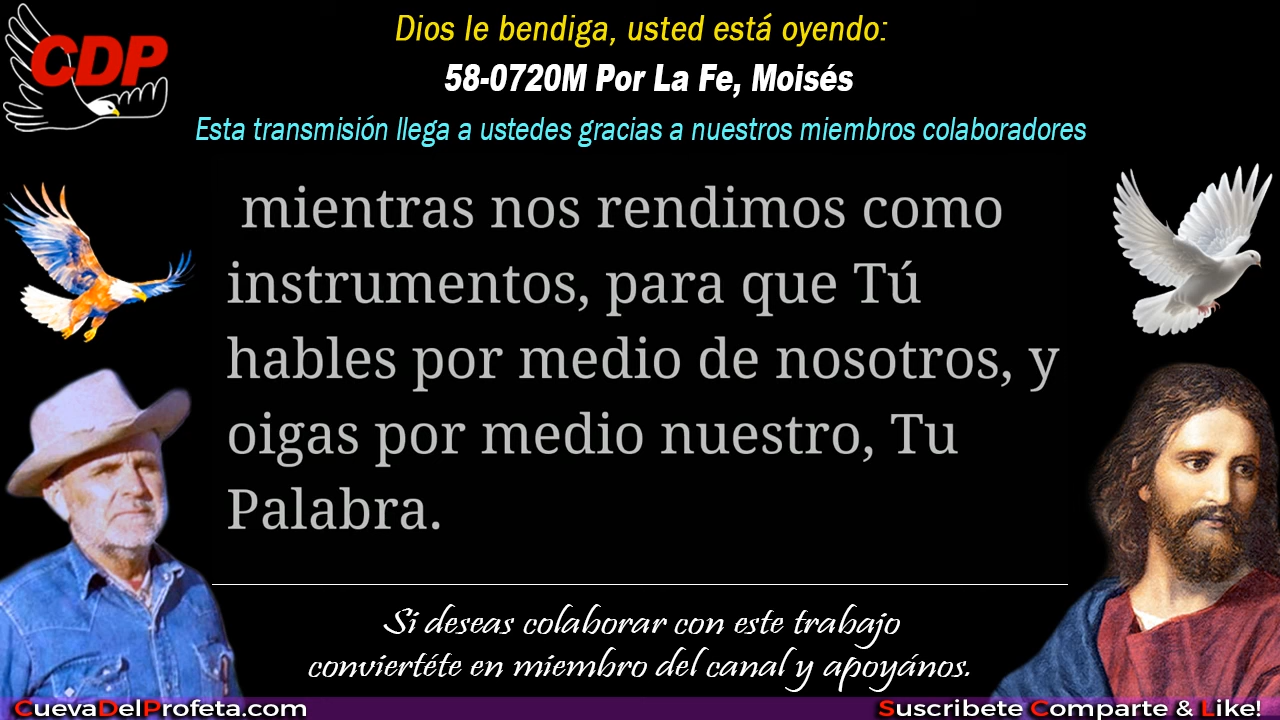 CDP
Dios le bendiga, usted está oyendo:
58-0720M Por La Fe, Moisés
Esta transmisión llega a ustedes gracias a nuestros miembros colaboradores
mientras nos rendimos como
instrumentos, para que Tú
hables por medio de nosotros, y
oigas por medio nuestro, Tu
Palabra.
Si deseas colaborar con este trabajo
conviertéte en miembro del canal y apoyános.
CuevaDelProfeta.com
Suscribete Comparte & Like!